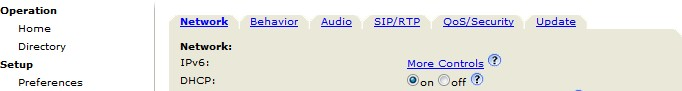 Operation
Home
Directory
Setup
Preferences
Network Behavior Audio SIP/RTP QoS/Security Update
Network:
IPv6: More Controls ?
DHCP: on off ?